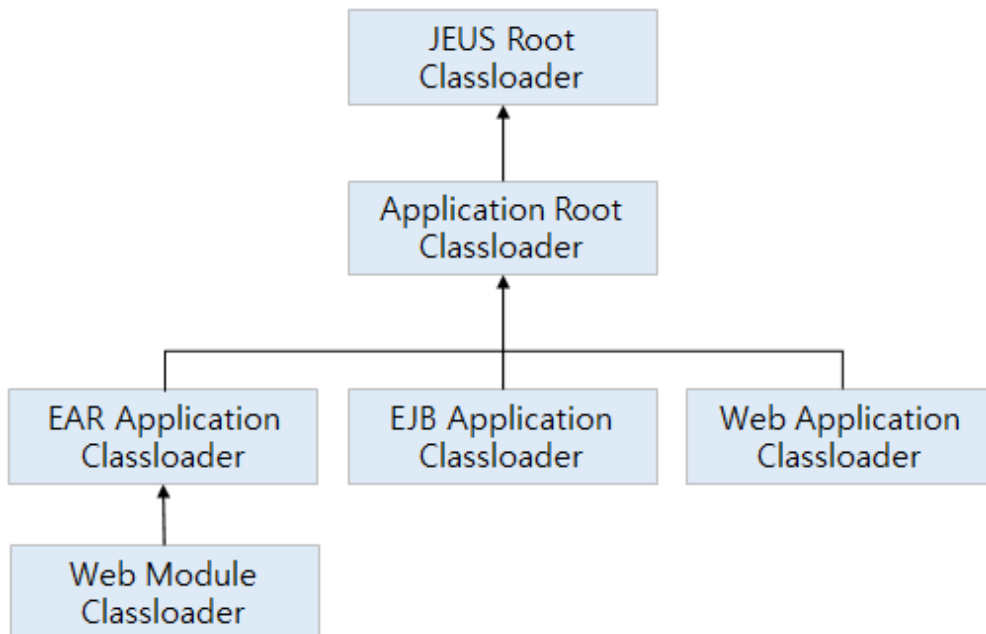 JEUS Root
Classloader
Application Root
Classloader
EAR Application
Classloader
EJB Application
Classloader
Web Application
Classloader
Web Module
Classloader